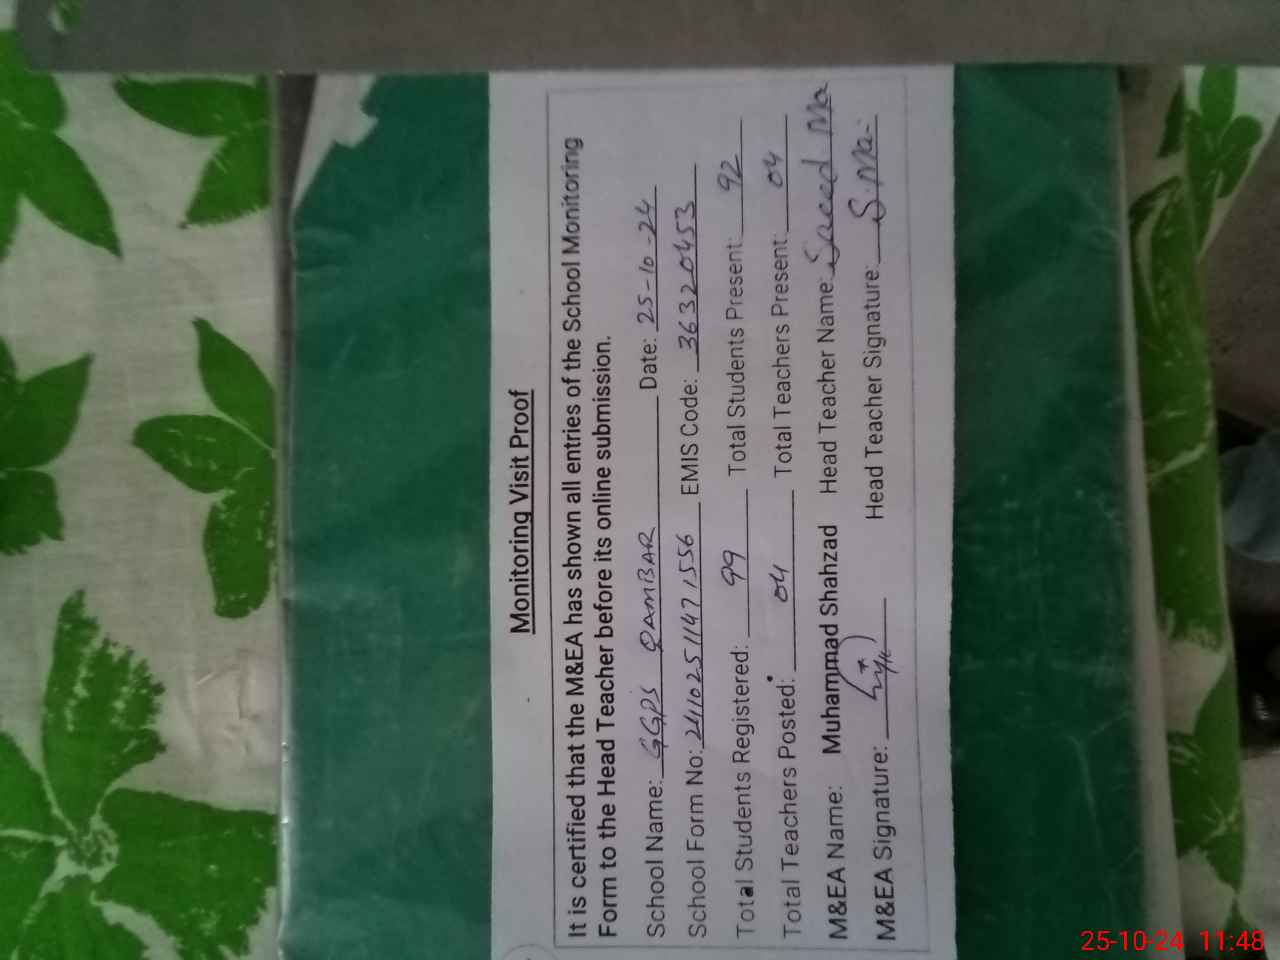 Monitoring Visit Proof
It is certified that the M&EA has shown all entries of the School Monitoring
Form to the Head Teacher before its online submission.
School Name: GGPS QAMBAR Date: 25-10-24
School Form No: 241102511471556 EMIS Code: 36320453
Total Students Registered: 99 Total Students Present: 92
Total Teachers Posted: 04 Total Teachers Present: 04
M&EA Name: Muhammad Shahzad Head Teacher Name: Saeed Ma
M&EA Signature: Head Teacher Signature: S.Ma
25-10-24 11:48